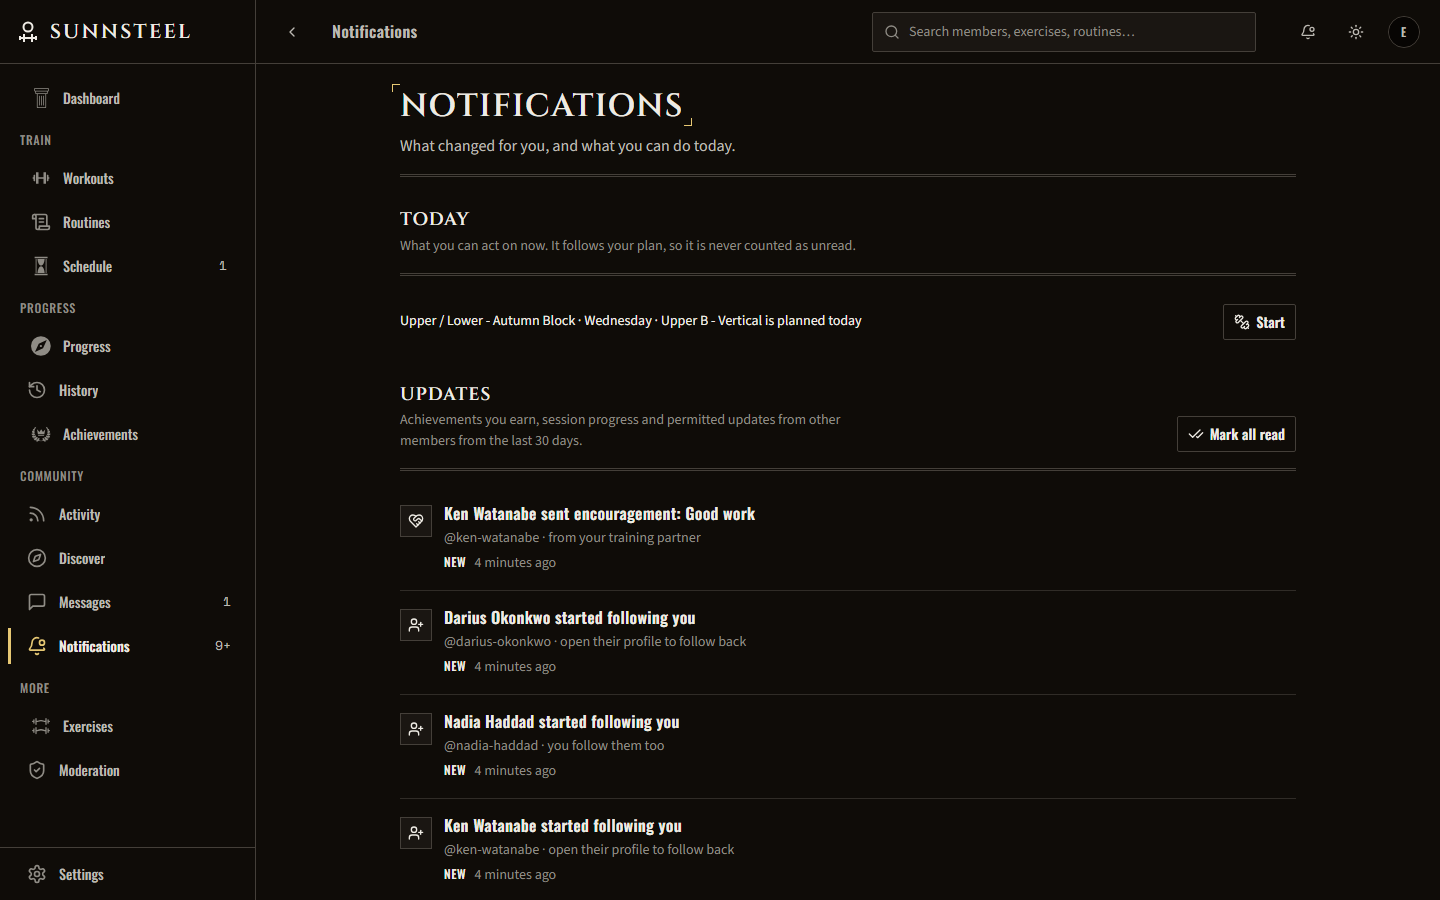 SUNNSTEEL
Notifications
Search members, exercises, routines...
E
Dashboard
TRAIN
Workouts
Routines
Schedule 1
PROGRESS
Progress
History
Achievements
COMMUNITY
Activity
Discover
Messages 1
Notifications 9+
MORE
Exercises
Moderation
Settings
NOTIFICATIONS
What changed for you, and what you can do today.
TODAY
What you can act on now. It follows your plan, so it is never counted as unread.
Upper / Lower - Autumn Block · Wednesday · Upper B - Vertical is planned today
Start
UPDATES
Achievements you earn, session progress and permitted updates from other
members from the last 30 days.
Mark all read
Ken Watanabe sent encouragement: Good work
@ken-watanabe · from your training partner
NEW 4 minutes ago
Darius Okonkwo started following you
@darius-okonkwo · open their profile to follow back
NEW 4 minutes ago
Nadia Haddad started following you
@nadia-haddad · you follow them too
NEW 4 minutes ago
Ken Watanabe started following you
@ken-watanabe · open their profile to follow back
NEW 4 minutes ago